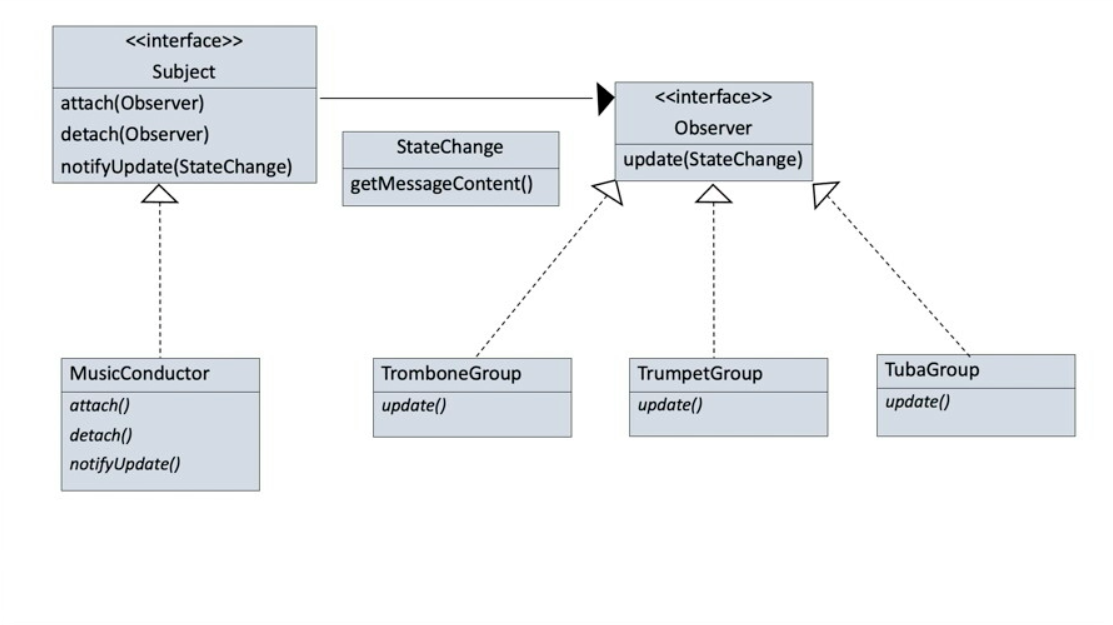 <<interface>>
Subject
attach(Observer)
detach(Observer)
notifyUpdate(StateChange)
StateChange
getMessageContent()
<<interface>>
Observer
update(StateChange)
MusicConductor
attach()
detach()
notifyUpdate()
TromboneGroup
update()
TrumpetGroup
update()
TubaGroup
update()